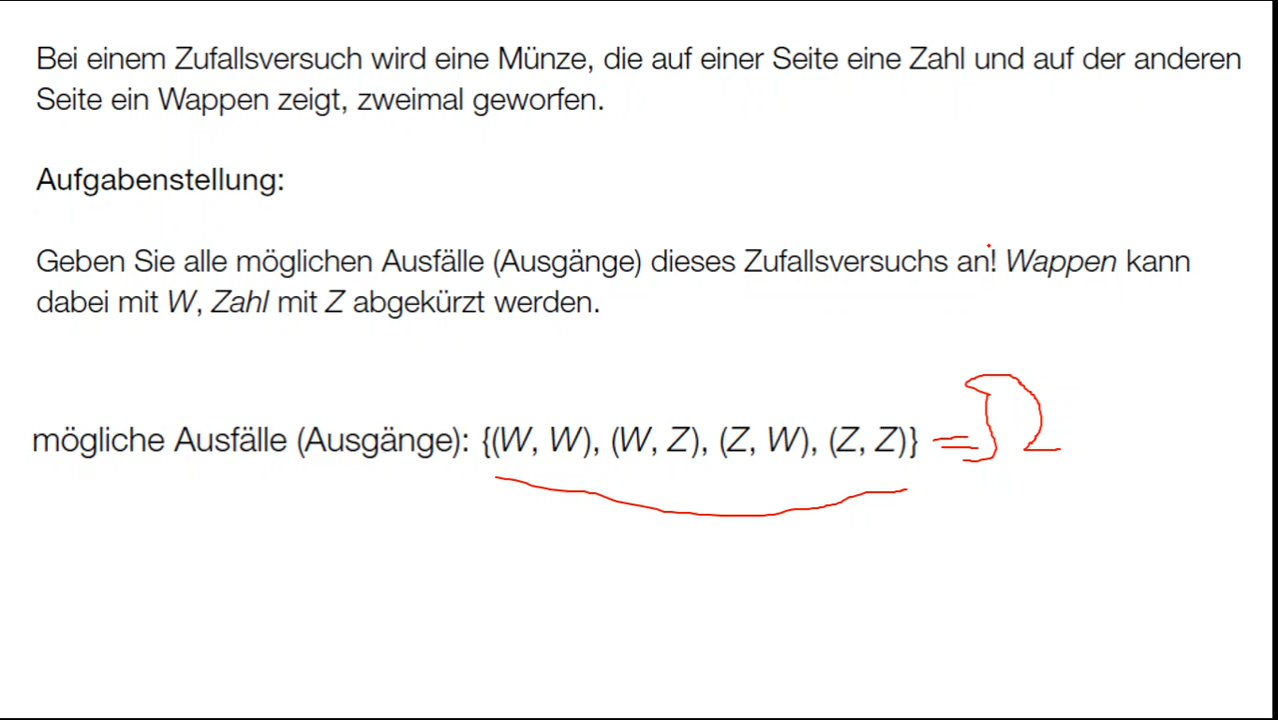 Bei einem Zufallsversuch wird eine Münze, die auf einer Seite eine Zahl und auf der anderen
Seite ein Wappen zeigt, zweimal geworfen.
Aufgabenstellung:
Geben Sie alle möglichen Ausfälle (Ausgänge) dieses Zufallsversuchs an! Wappen kann
dabei mit W, Zahl mit Z abgekürzt werden.
mögliche Ausfälle (Ausgänge): {(W, W), (W, Z), (Z, W), (Z, Z)} = Ω